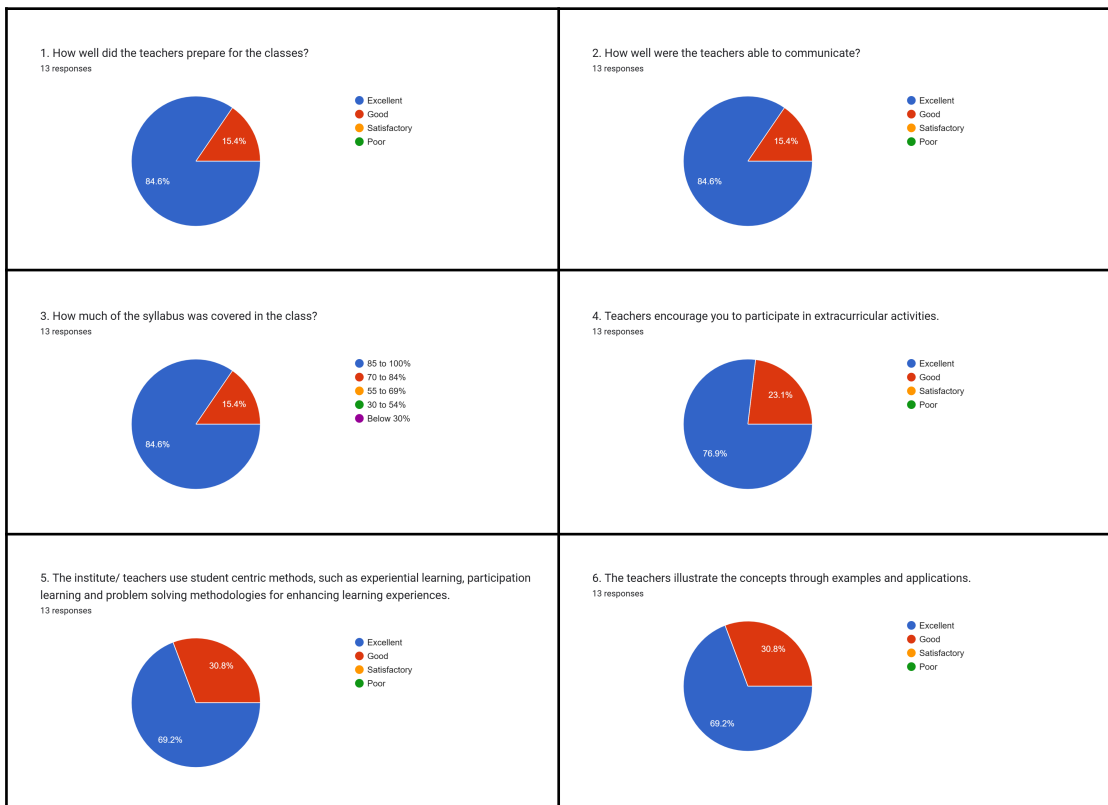 1. How well did the teachers prepare for the classes?
13 responses
Excellent
Good
Satisfactory
Poor
15.4%
84.6%
2. How well were the teachers able to communicate?
13 responses
Excellent
Good
Satisfactory
Poor
15.4%
84.6%
3. How much of the syllabus was covered in the class?
13 responses
85 to 100%
70 to 84%
55 to 69%
30 to 54%
Below 30%
15.4%
84.6%
4. Teachers encourage you to participate in extracurricular activities.
13 responses
Excellent
Good
Satisfactory
Poor
23.1%
76.9%
5. The institute/ teachers use student centric methods, such as experiential learning, participation
learning and problem solving methodologies for enhancing learning experiences.
13 responses
Excellent
Good
Satisfactory
Poor
30.8%
69.2%
6. The teachers illustrate the concepts through examples and applications.
13 responses
Excellent
Good
Satisfactory
Poor
30.8%
69.2%